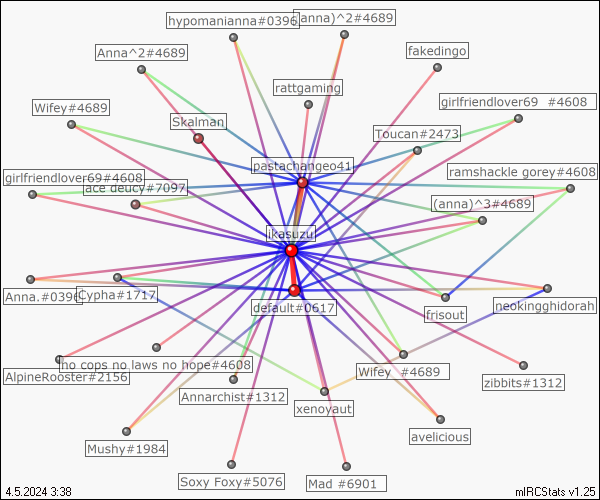 hypomanianna#0396
(anna)^2#4689
Anna^2#4689
fakedingo
rattgaming
Wifey#4689
girlfriendlover69 #4608
Skalman
Toucan#2473
pastachangeo41
ramshackle gorey#4608
girlfriendlover69#4608
ace deucy#7097
(anna)^3#4689
ikasuzu
Anna.#0396
Cypha#1717
default#0617
frisout
neokingghidorah
no cops no laws no hope#4608
AlpineRooster#2156
Wifey #4689
zibbits#1312
Annarchist#1312
xenovaut
avelicious
Mushy#1984
Soxy Foxy#5076
Mad #6901
4.5.2024 3:38
mIRCStats v1.25